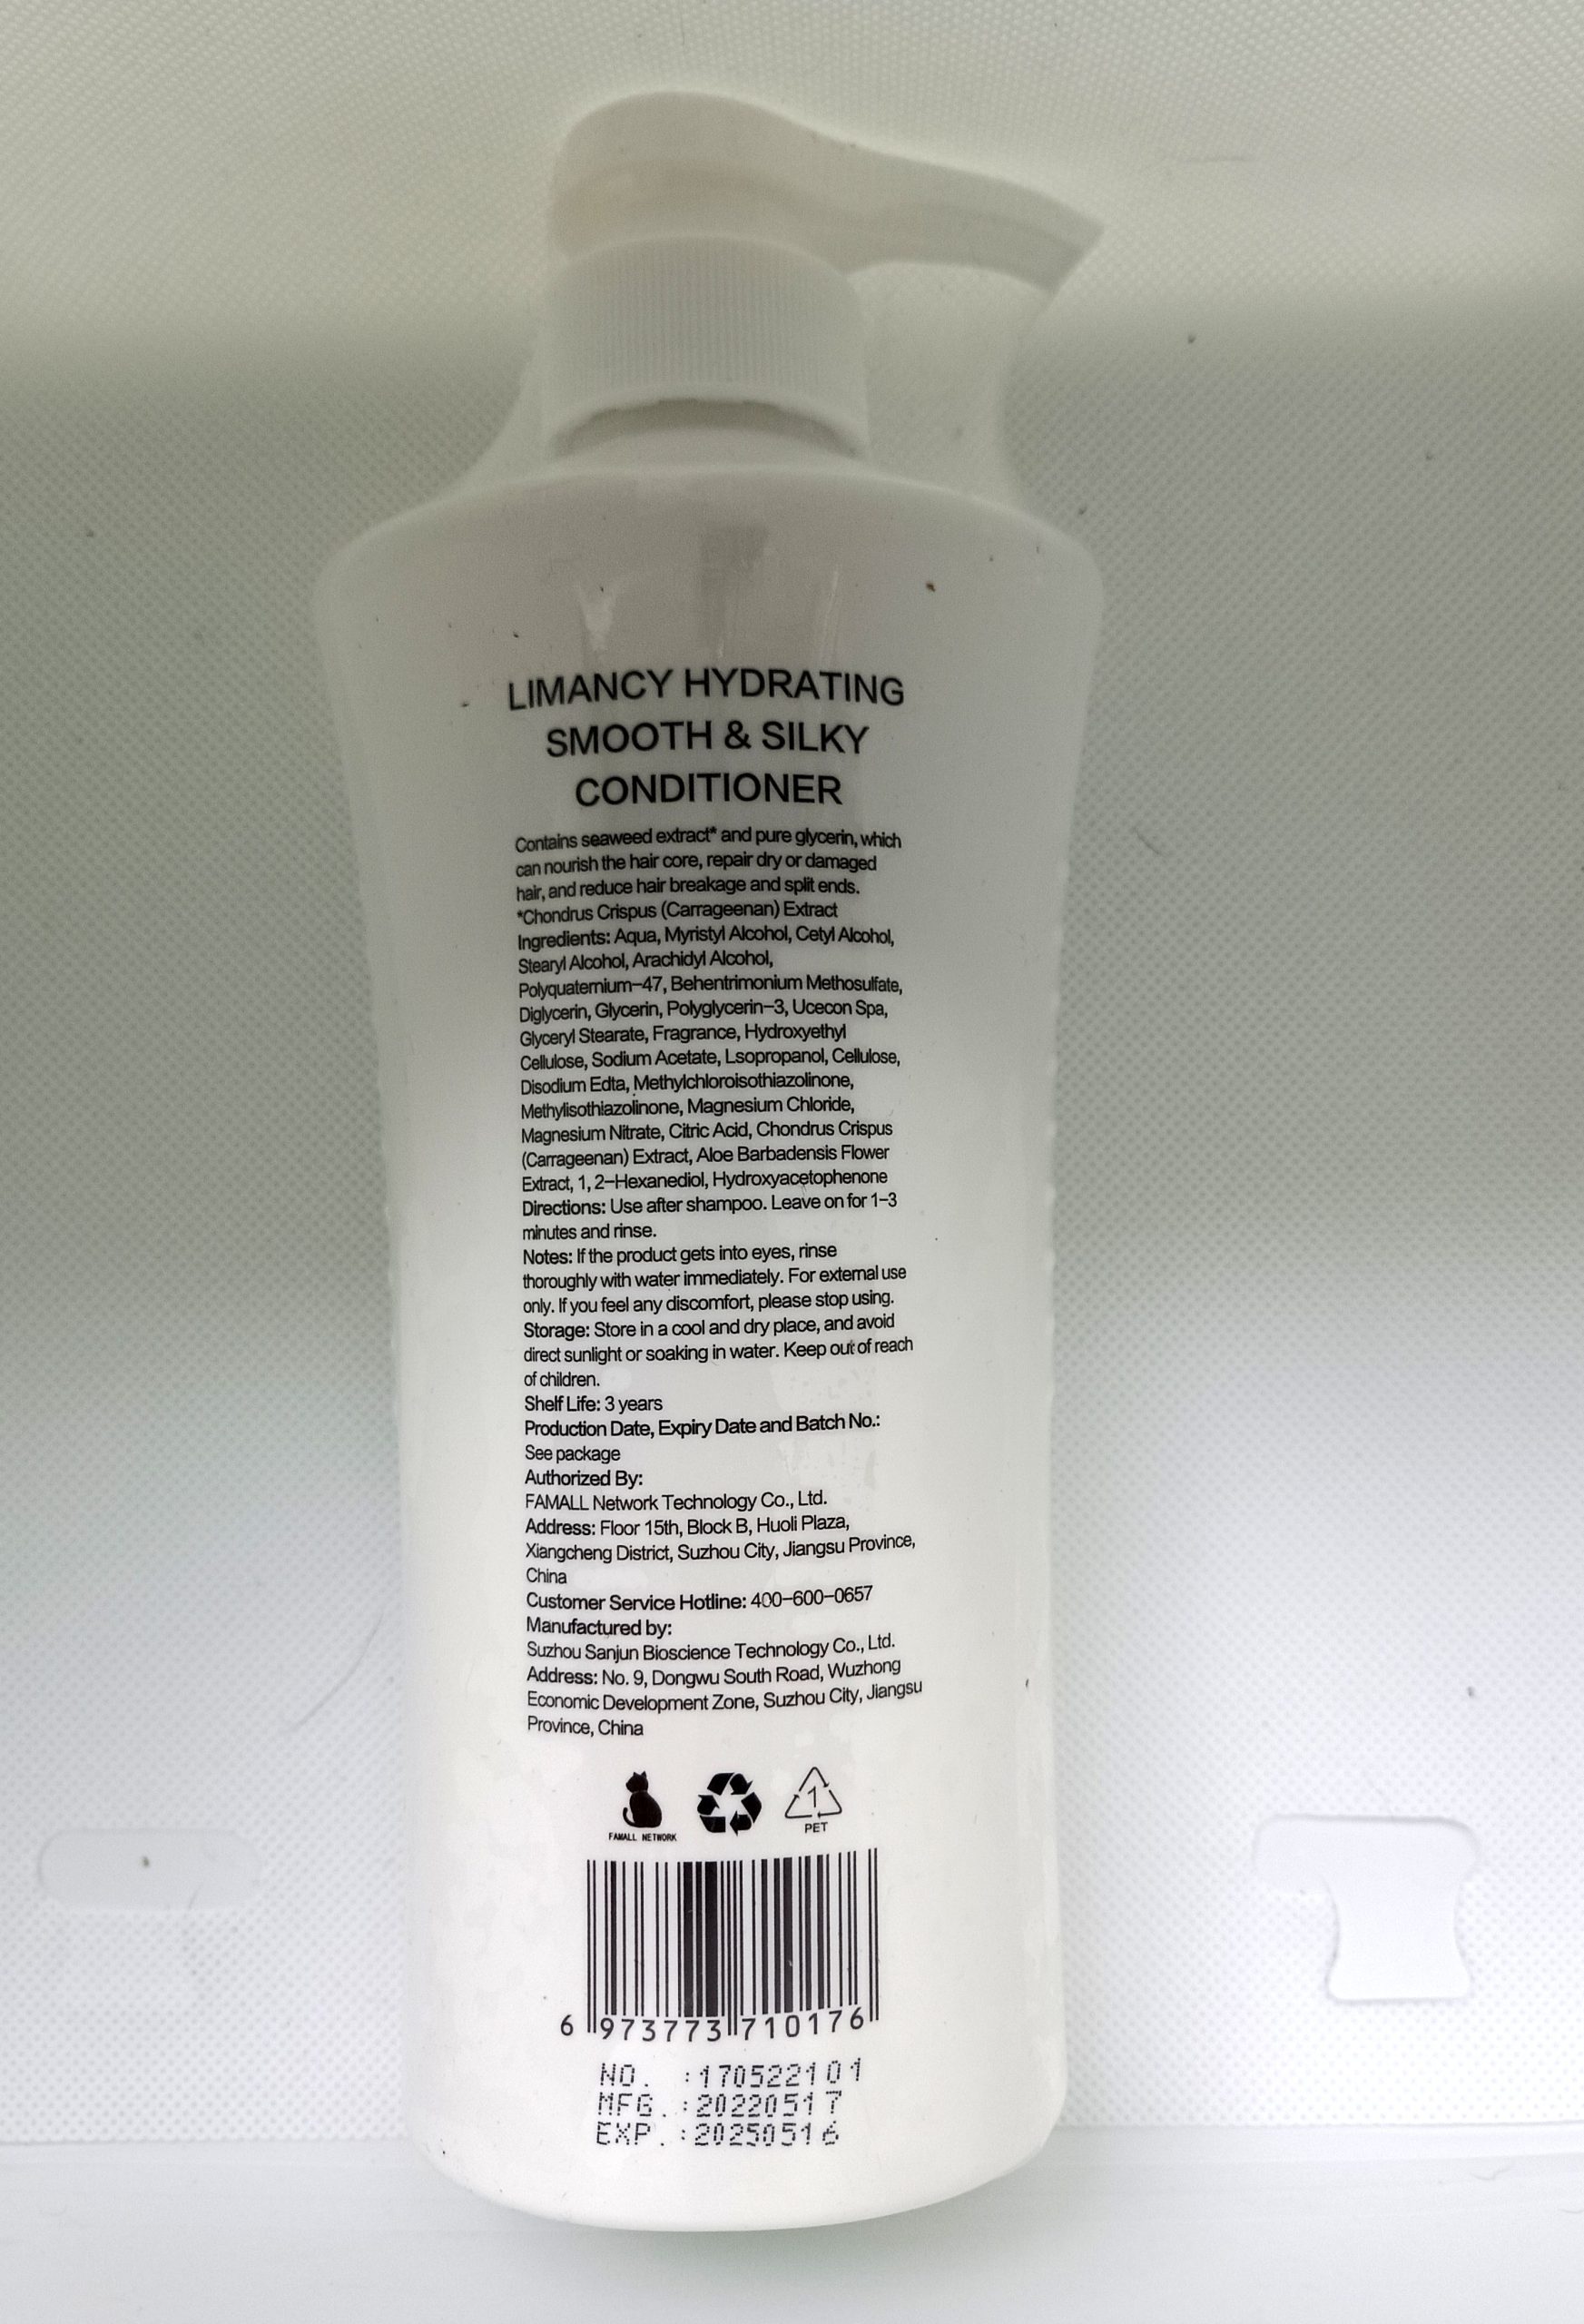 LIMANCY HYDRATING
SMOOTH & SILKY
CONDITIONER
Contains seaweed extract* and pure glycerin, which
can nourish the hair core, repair dry or damaged
hair, and reduce hair breakage and split ends.
*Chondrus Crispus (Carrageenan) Extract
Ingredients: Aqua, Myristyl Alcohol, Cetyl Alcohol,
Stearyl Alcohol, Arachidyl Alcohol,
Polyquaternium-47, Behentrimonium Methosulfate,
Diglycerin, Glycerin, Polyglycerin-3, Ucecon Spa,
Glyceryl Stearate, Fragrance, Hydroxyethyl
Cellulose, Sodium Acetate, Lsopropanol, Cellulose,
Disodium Edta, Methylchloroisothiazolinone,
Methylisothiazolinone, Magnesium Chloride,
Magnesium Nitrate, Citric Acid, Chondrus Crispus
(Carrageenan) Extract, Aloe Barbadensis Flower
Extract, 1, 2-Hexanediol, Hydroxyacetophenone
Directions: Use after shampoo. Leave on for 1-3
minutes and rinse.
Notes: If the product gets into eyes, rinse
thoroughly with water immediately. For external use
only. If you feel any discomfort, please stop using.
Storage: Store in a cool and dry place, and avoid
direct sunlight or soaking in water. Keep out of reach
of children.
Shelf Life: 3 years
Production Date, Expiry Date and Batch No.:
See package
Authorized By:
FAMALL Network Technology Co., Ltd.
Address: Floor 15th, Block B, Huoli Plaza,
Xiangcheng District, Suzhou City, Jiangsu Province,
China
Customer Service Hotline: 400-600-0657
Manufactured by:
Suzhou Sanjun Bioscience Technology Co., Ltd.
Address: No. 9, Dongwu South Road, Wuzhong
Economic Development Zone, Suzhou City, Jiangsu
Province, China
FAMALL NETWORK
1
PET
6 973773 710176
NO. :170522101
MFG.:20220517
EXP.:20250516